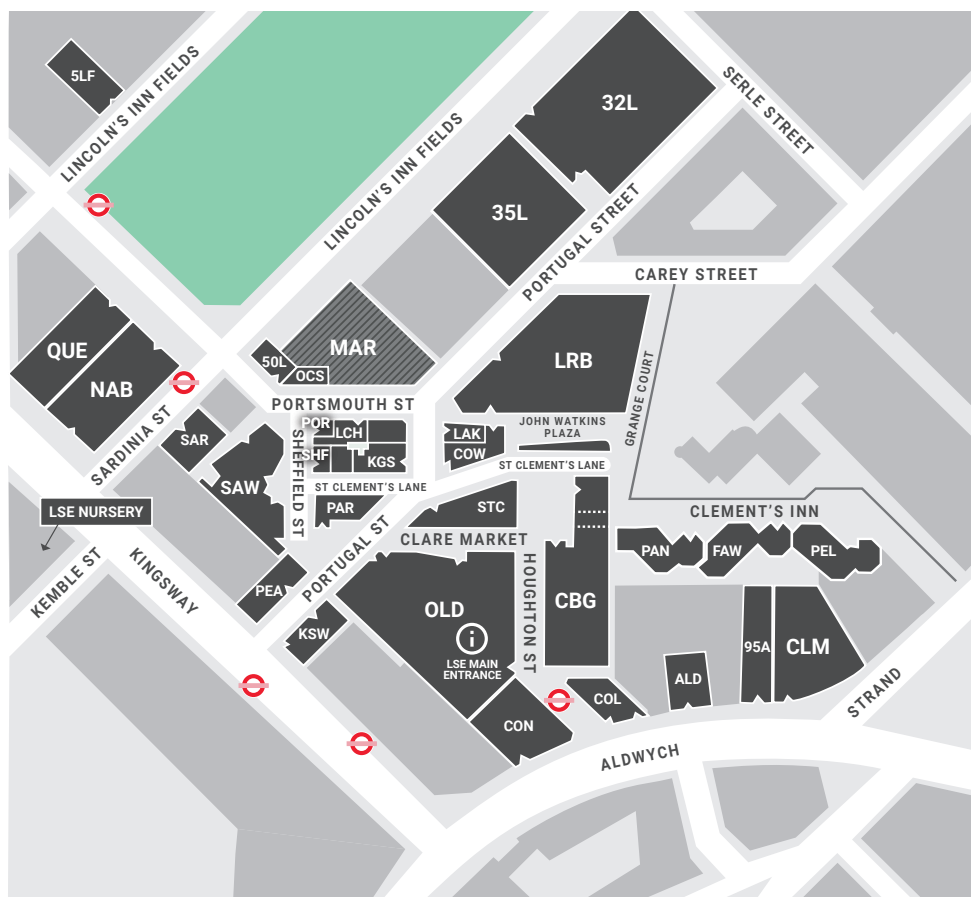 5LF
LINCOLN'S INN FIELDS
LINCOLN'S INN FIELDS
32L
SERLE STREET
35L
PORTUGAL STREET
CAREY STREET
QUE
NAB
50L
OCS
MAR
LRB
GRANGE COURT
PORTSMOUTH ST
SARDINIA ST
SAR
SAW
SHEFFIELD ST
POR
LCH
SHF
KGS
LAK
COW
JOHN WATKINS
PLAZA
ST CLEMENT'S LANE
ST CLEMENT'S LANE
PAR
STC
LSE NURSERY
CLARE MARKET
CLEMENT'S INN
KEMBLE ST
KINGSWAY
PORTUGAL ST
HOUGHTON ST
PAN
FAW
PEL
PEA
KSW
OLD
i
LSE MAIN
ENTRANCE
CBG
95A
CLM
ALD
COL
CON
STRAND
ALDWYCH